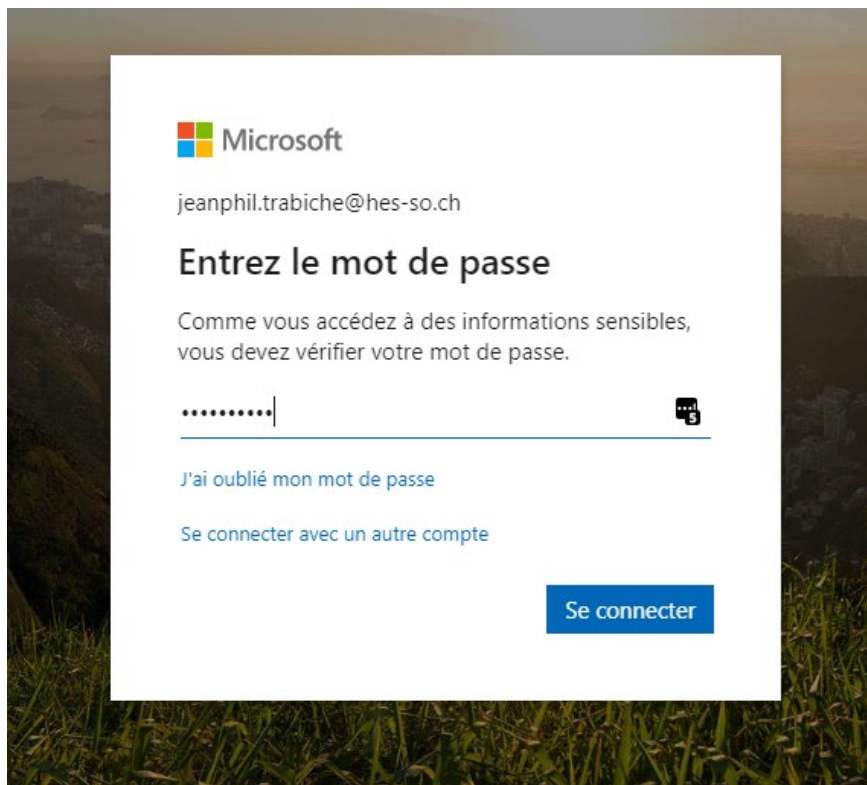 Microsoft
jeanphil.trabiche@hes-so.ch
Entrez le mot de passe
Comme vous accédez à des informations sensibles,
vous devez vérifier votre mot de passe.
••••••••••
5
J'ai oublié mon mot de passe
Se connecter avec un autre compte
Se connecter